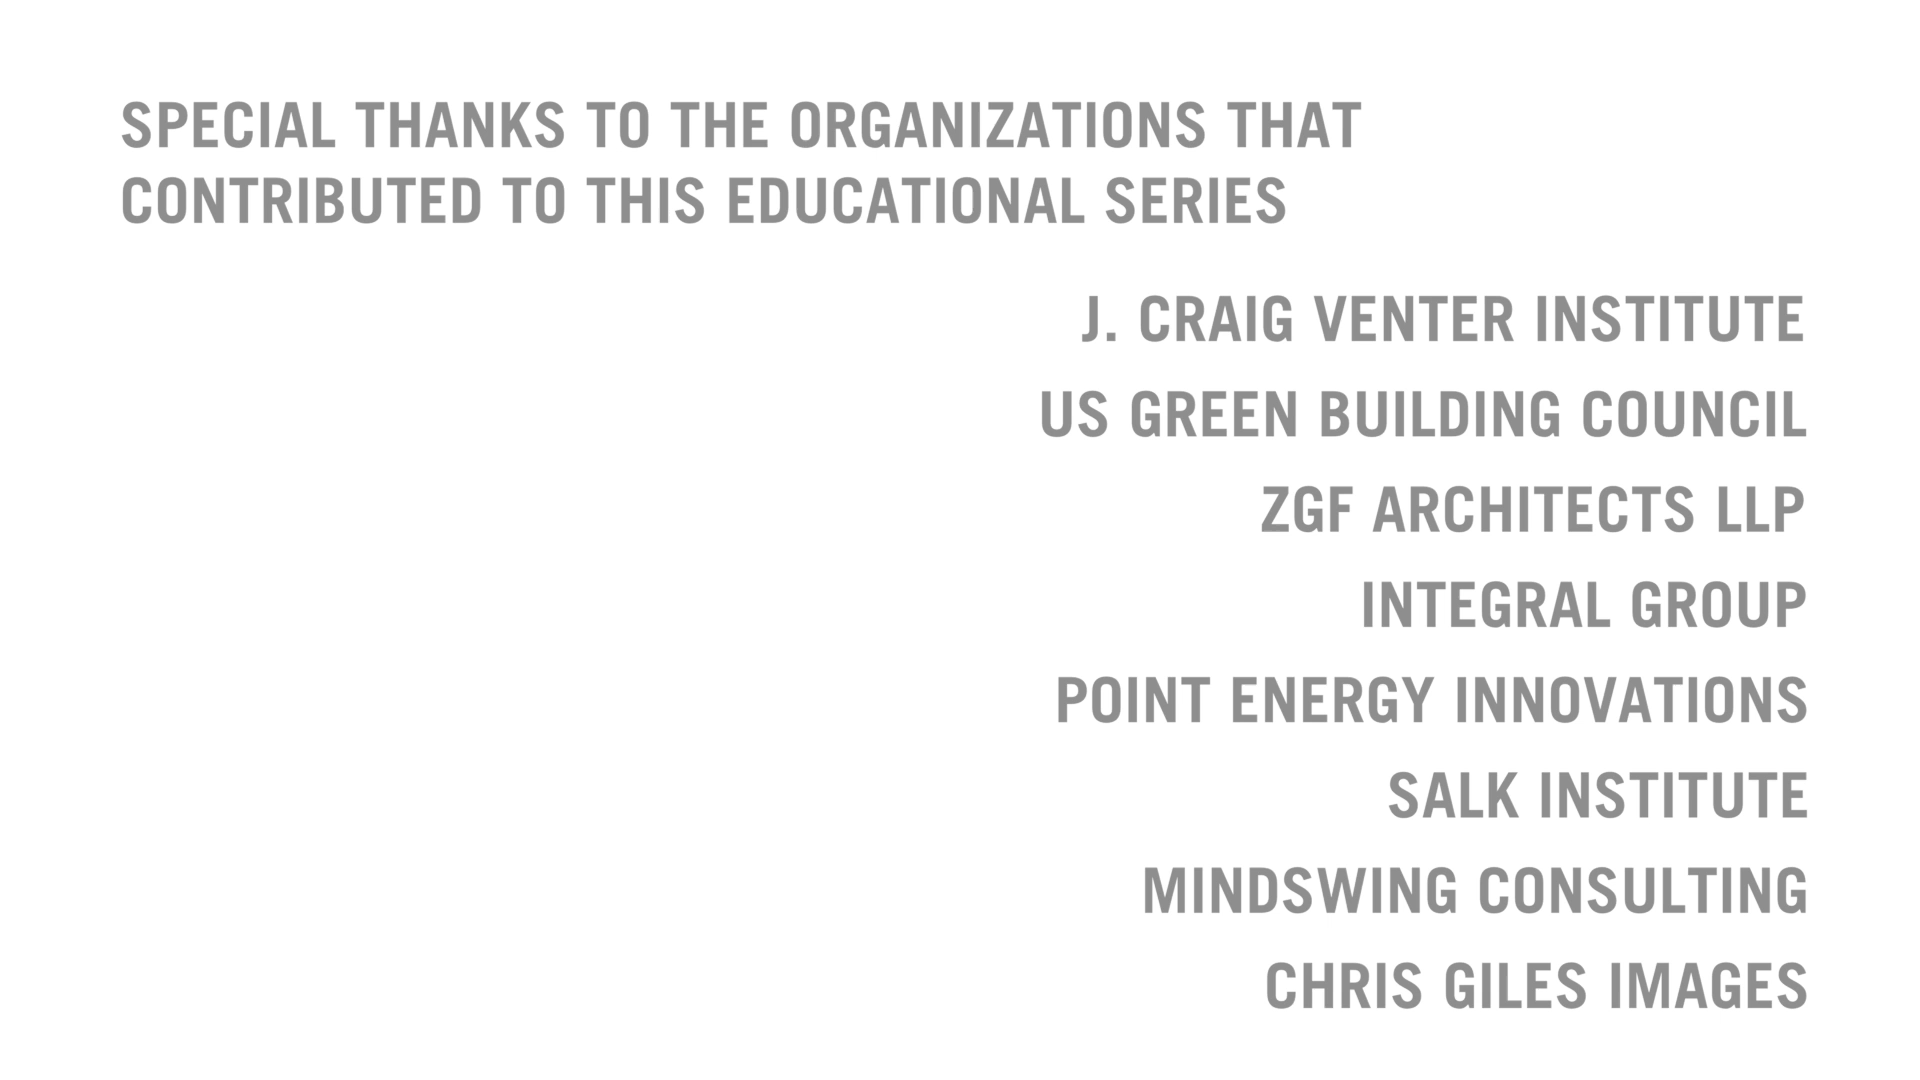 SPECIAL THANKS TO THE ORGANIZATIONS THAT
CONTRIBUTED TO THIS EDUCATIONAL SERIES
J. CRAIG VENTER INSTITUTE
US GREEN BUILDING COUNCIL
ZGF ARCHITECTS LLP
INTEGRAL GROUP
POINT ENERGY INNOVATIONS
SALK INSTITUTE
MINDSWING CONSULTING
CHRIS GILES IMAGES